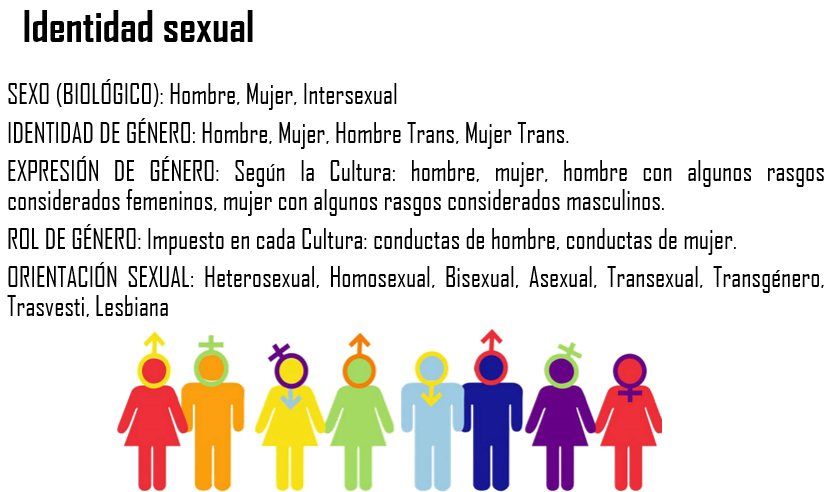 Identidad sexual
SEXO (BIOLÓGICO): Hombre, Mujer, Intersexual
IDENTIDAD DE GÉNERO: Hombre, Mujer, Hombre Trans, Mujer Trans.
EXPRESIÓN DE GÉNERO: Según la Cultura: hombre, mujer, hombre con algunos rasgos
considerados femeninos, mujer con algunos rasgos considerados masculinos.
ROL DE GÉNERO: Impuesto en cada Cultura: conductas de hombre, conductas de mujer.
ORIENTACIÓN SEXUAL: Heterosexual, Homosexual, Bisexual, Asexual, Transexual, Transgénero,
Trasvesti, Lesbiana